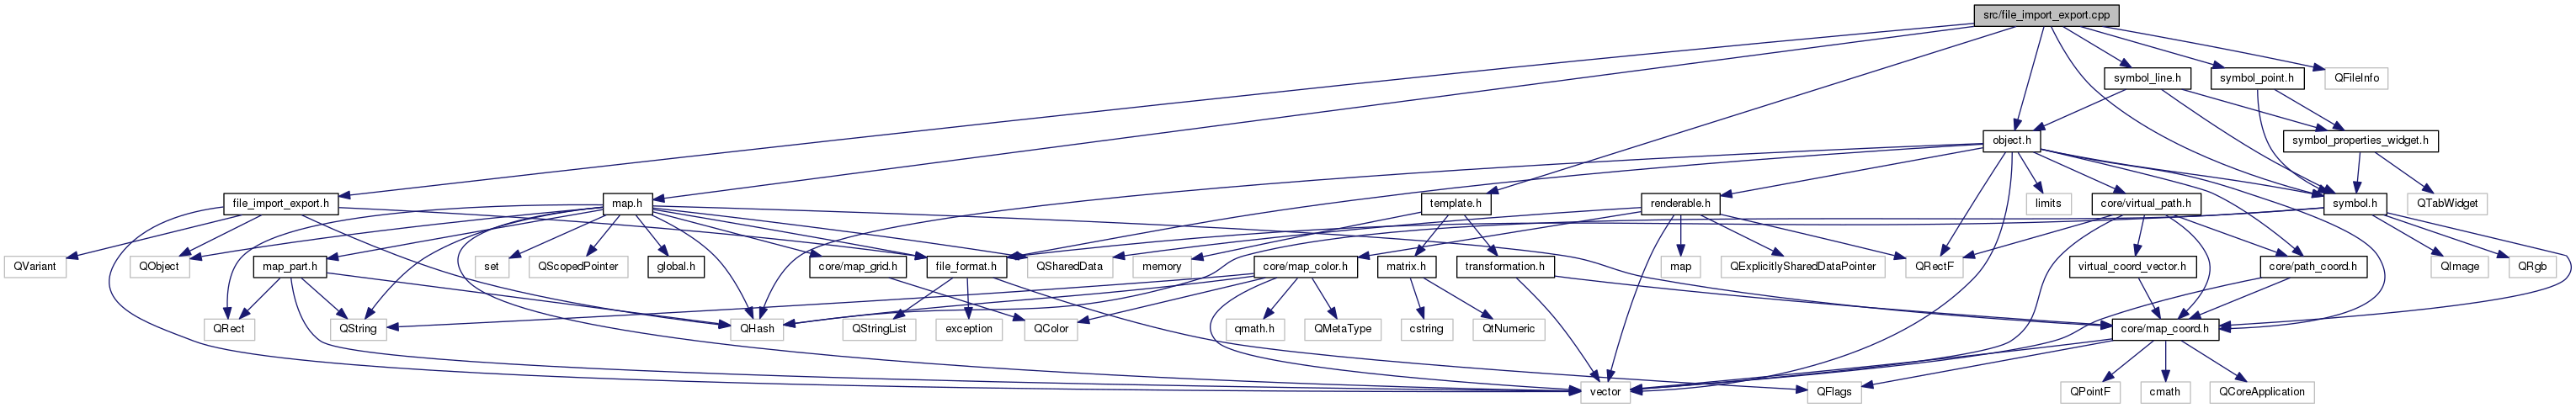 src/file_import_export.cpp
symbol_line.h
symbol_point.h
QFileInfo
object.h
symbol_properties_widget.h
file_import_export.h
map.h
template.h
renderable.h
limits
core/virtual_path.h
symbol.h
QTabWidget
QVariant
QObject
map_part.h
set
QScopedPointer
global.h
core/map_grid.h
file_format.h
QSharedData
memory
core/map_color.h
matrix.h
transformation.h
map
QExplicitlySharedDataPointer
QRectF
virtual_coord_vector.h
core/path_coord.h
QImage
QRgb
QRect
QString
QHash
QStringList
exception
QColor
qmath.h
QMetaType
cstring
QtNumeric
core/map_coord.h
vector
QFlags
QPointF
cmath
QCoreApplication